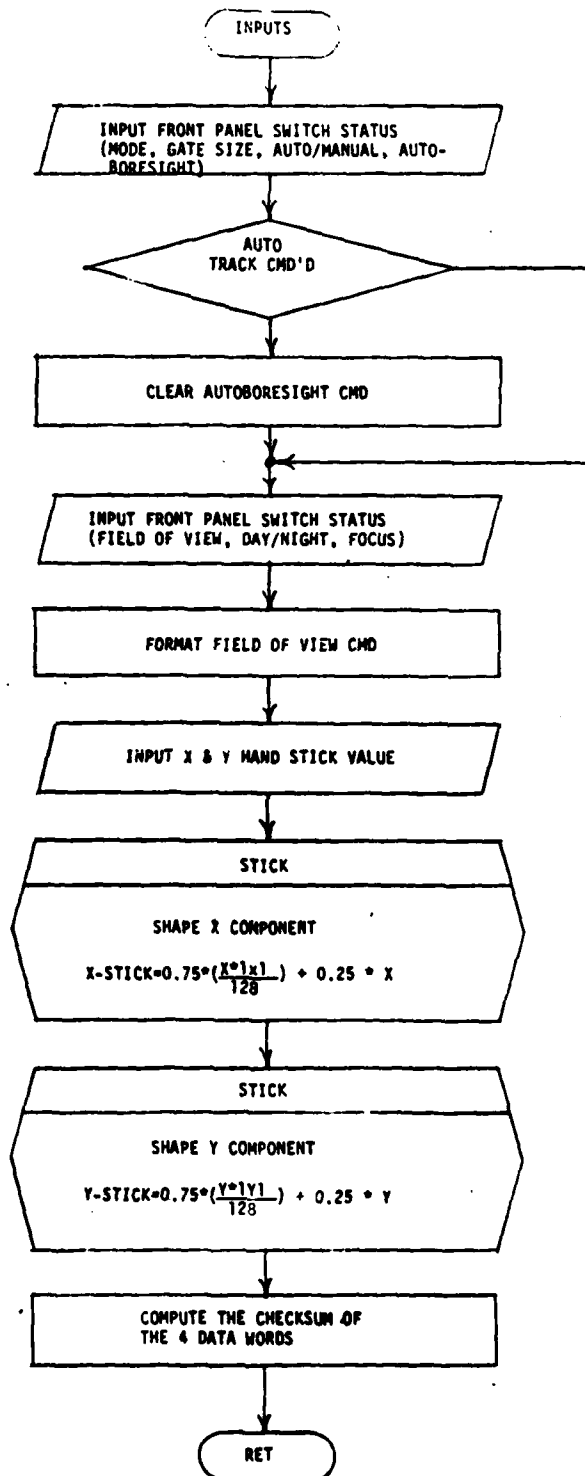 INPUTS
INPUT FRONT PANEL SWITCH STATUS
(MODE, GATE SIZE, AUTO/MANUAL, AUTO-
BORESIGHT)
AUTO
TRACK CMD'D
CLEAR AUTOBORESIGHT CMD
INPUT FRONT PANEL SWITCH STATUS
(FIELD OF VIEW, DAY/NIGHT, FOCUS)
FORMAT FIELD OF VIEW CMD
INPUT X & Y HAND STICK VALUE
STICK
SHAPE X COMPONENT
X-STICK=0.75*(X*1X1/128) + 0.25 * X
STICK
SHAPE Y COMPONENT
Y-STICK=0.75*(Y*1Y1/128) + 0.25 * Y
COMPUTE THE CHECKSUM OF
THE 4 DATA WORDS
RET